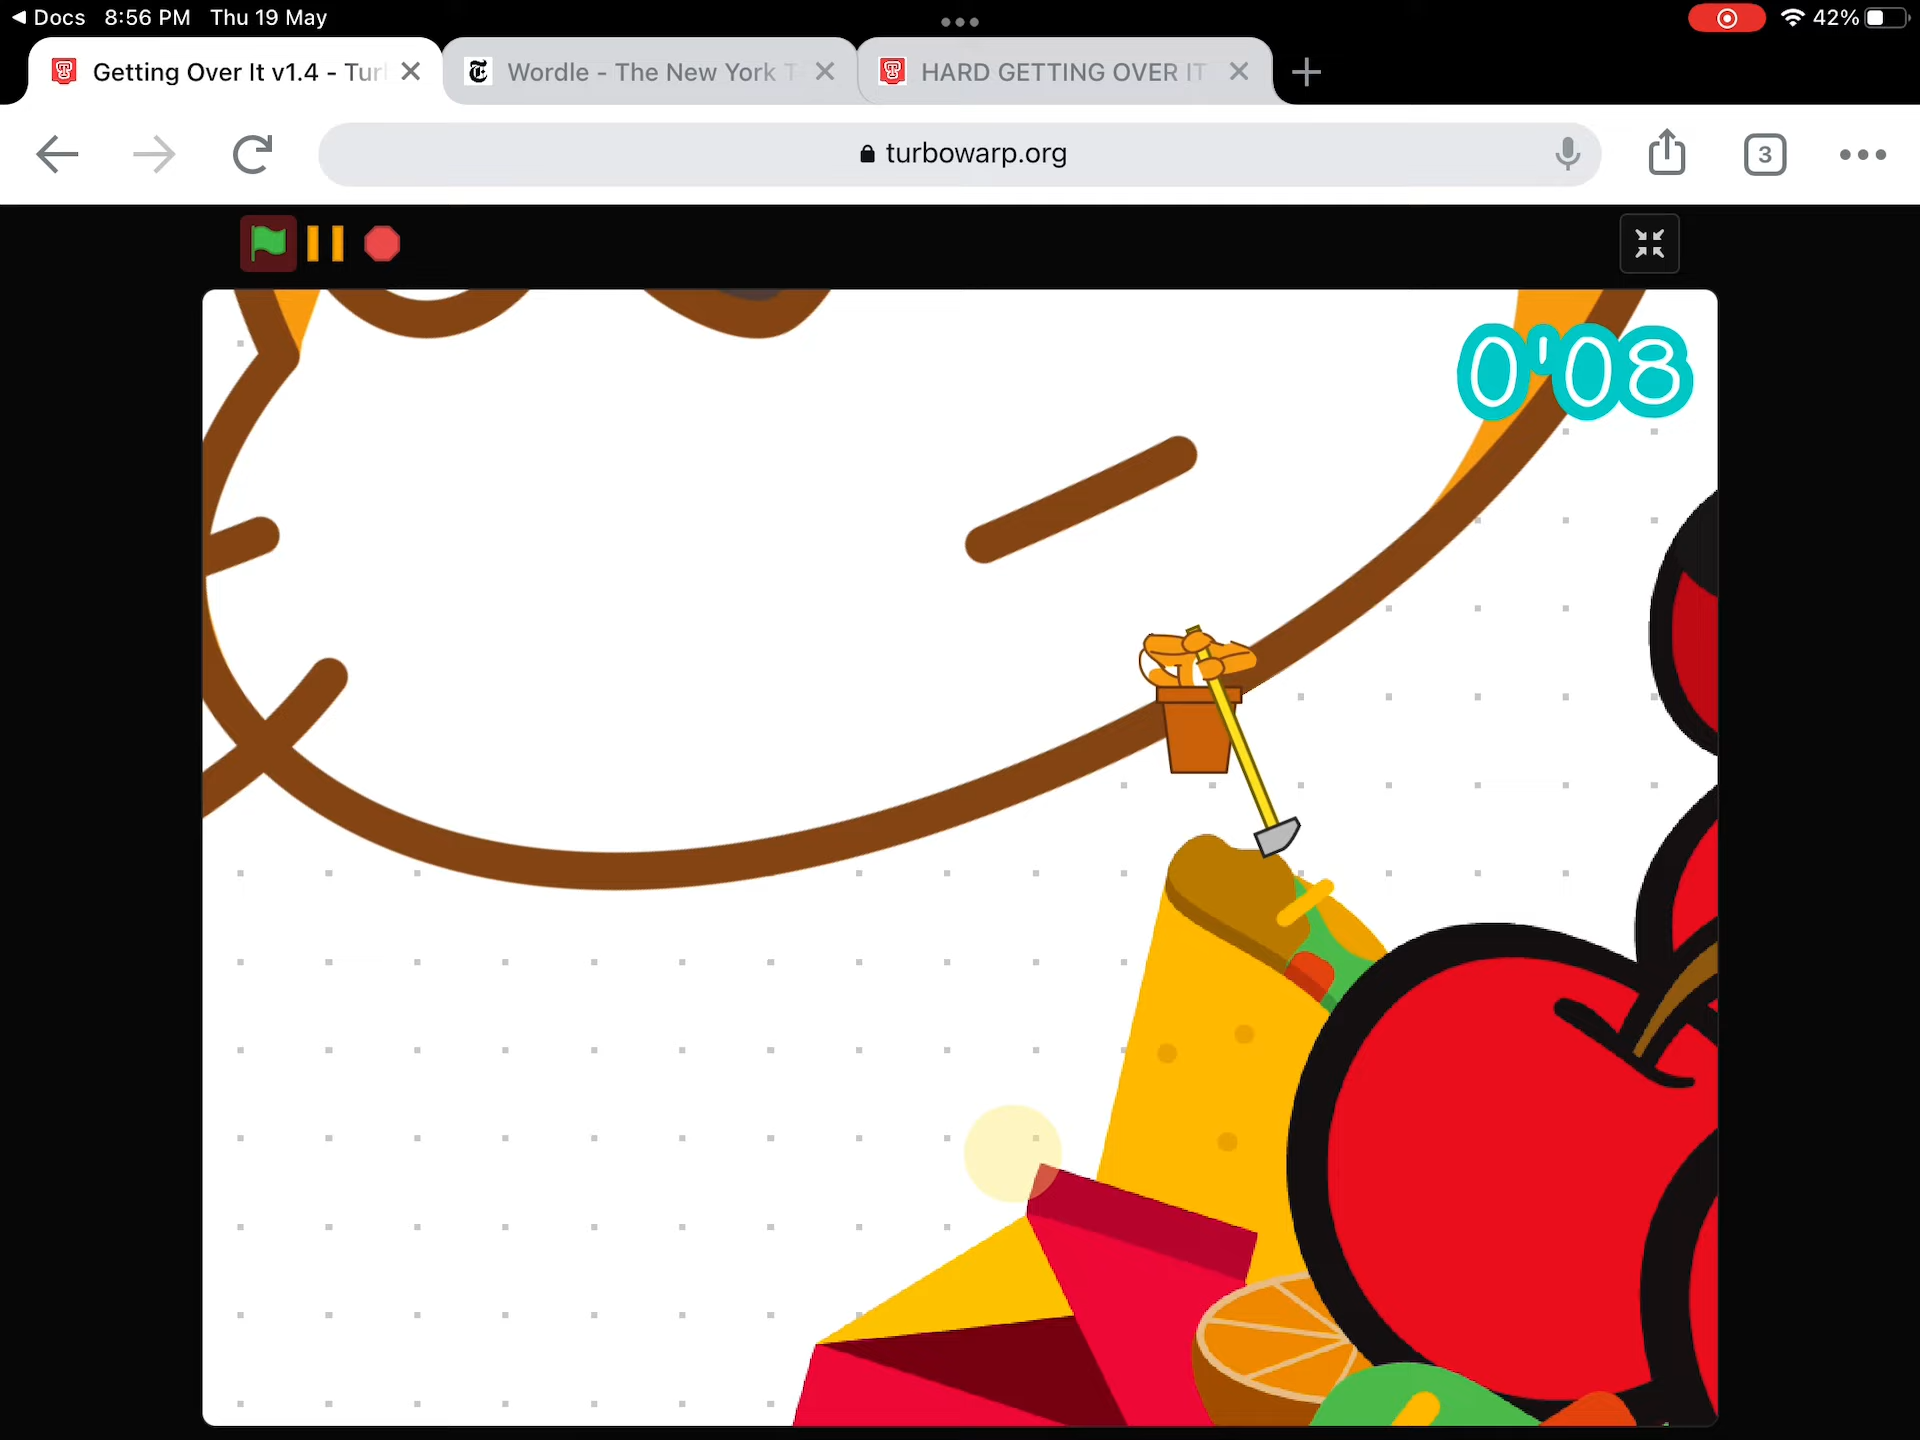 Docs 8:56 PM Thu 19 May 42%
Getting Over It v1.4 - Tur Wordle - The New York T HARD GETTING OVER IT
turbowarp.org 3
0'08